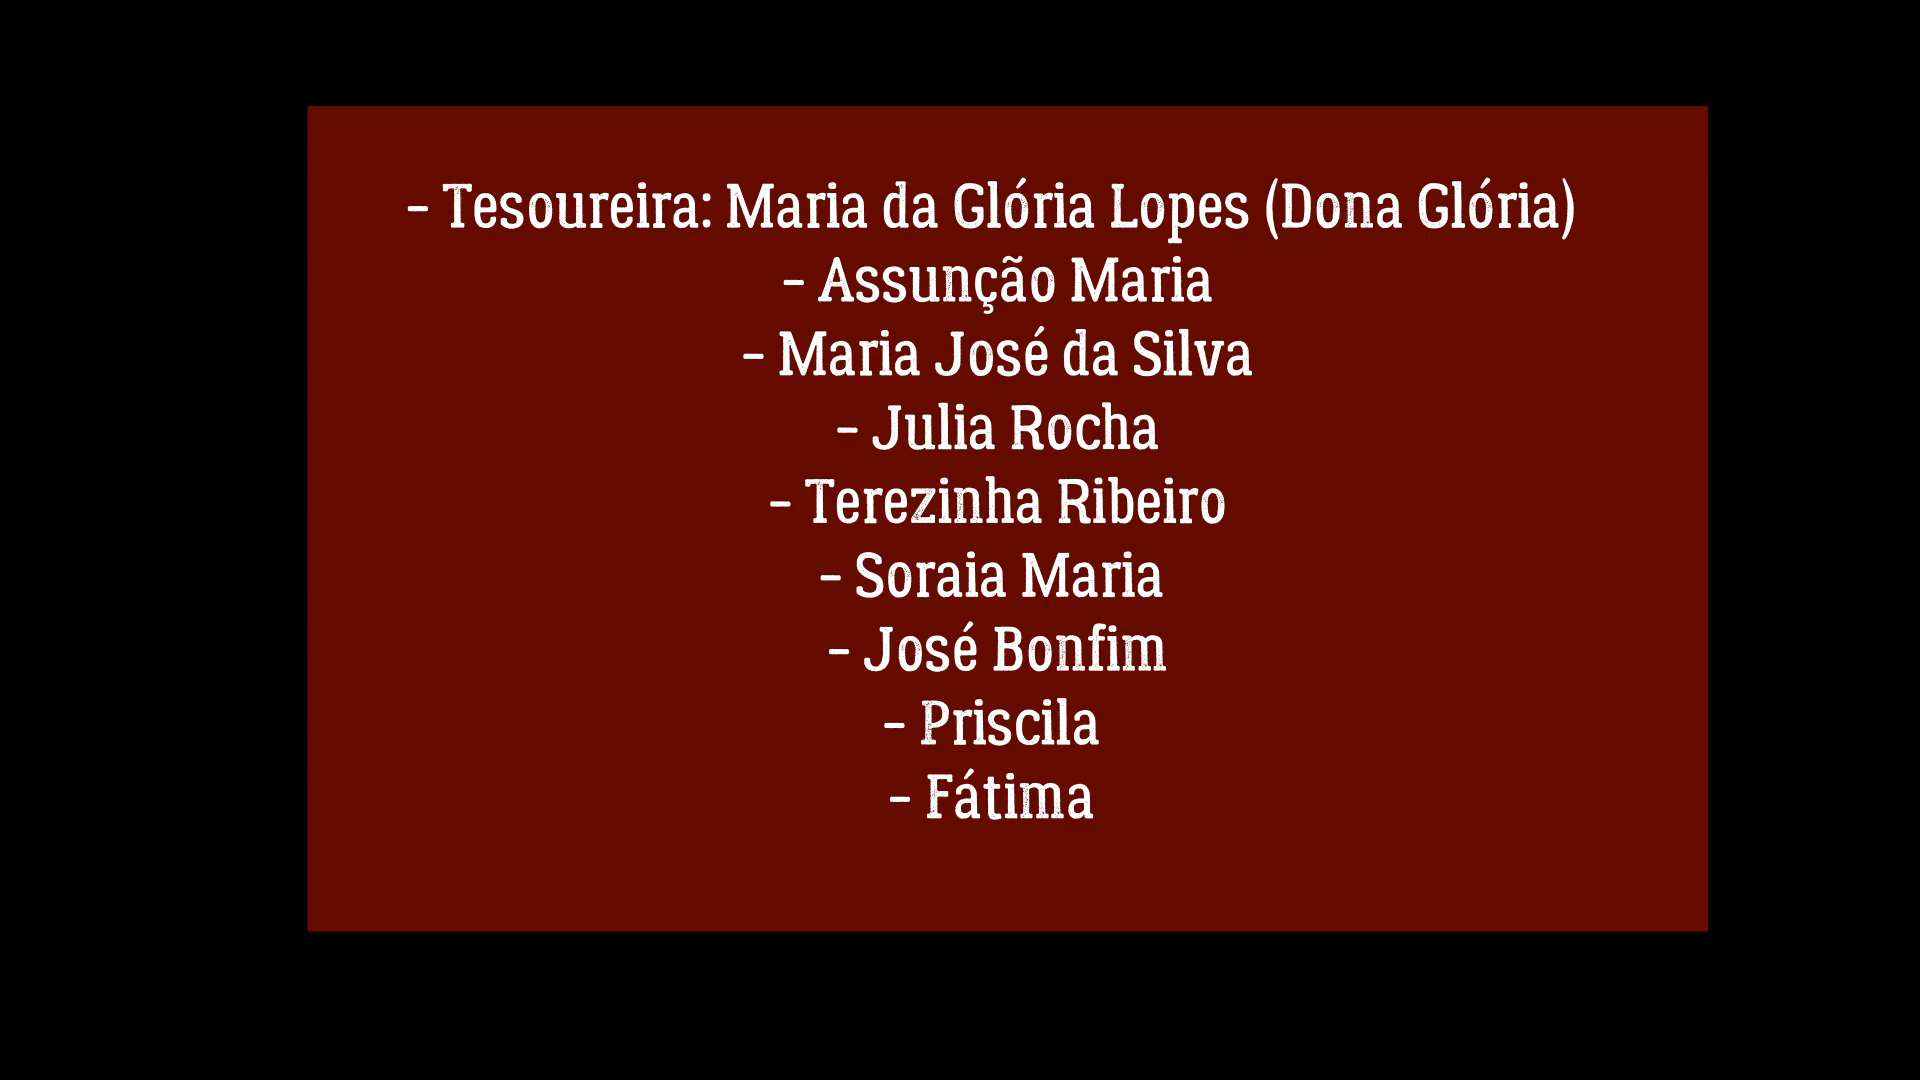 – Tesoureira: Maria da Glória Lopes (Dona Glória)
– Assunção Maria
– Maria José da Silva
– Julia Rocha
– Terezinha Ribeiro
– Soraia Maria
– José Bonfim
– Priscila
– Fátima